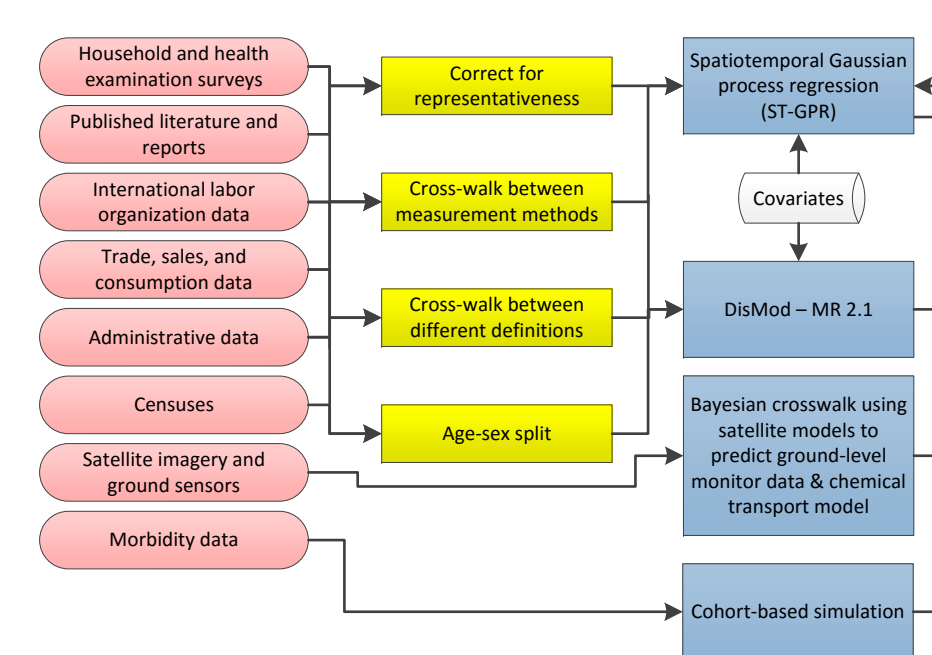 Household and health
examination surveys
Published literature and
reports
International labor
organization data
Trade, sales, and
consumption data
Administrative data
Censuses
Satellite imagery and
ground sensors
Morbidity data
Correct for
representativeness
Cross-walk between
measurement methods
Cross-walk between
different definitions
Age-sex split
Spatiotemporal Gaussian
process regression
(ST-GPR)
Covariates
DisMod – MR 2.1
Bayesian crosswalk using
satellite models to
predict ground-level
monitor data & chemical
transport model
Cohort-based simulation